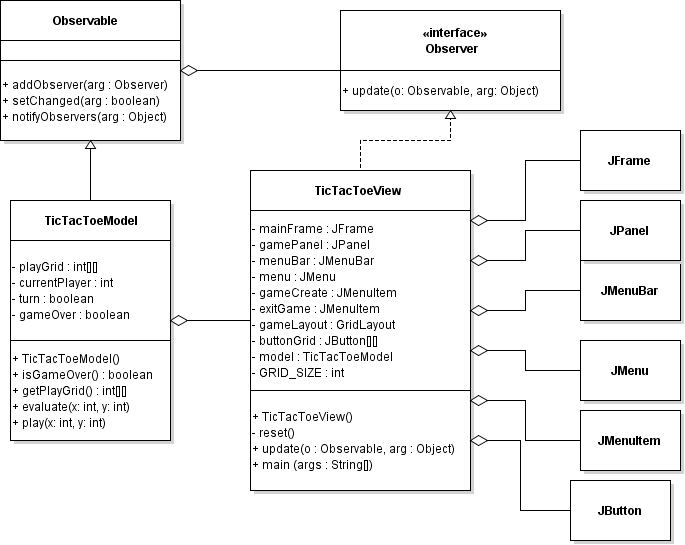 Observable
+ addObserver(arg : Observer)
+ setChanged(arg : boolean)
+ notifyObservers(arg : Object)
«interface»
Observer
+ update(o: Observable, arg: Object)
TicTacToeModel
- playGrid : int[][]
- currentPlayer : int
- turn : boolean
- gameOver : boolean
+ TicTacToeModel()
+ isGameOver() : boolean
+ getPlayGrid() : int[][]
+ evaluate(x: int, y: int)
+ play(x: int, y: int)
TicTacToeView
- mainFrame : JFrame
- gamePanel : JPanel
- menuBar : JMenuBar
- menu : JMenu
- gameCreate : JMenuItem
- exitGame : JMenuItem
- gameLayout : GridLayout
- buttonGrid : JButton[][]
- model : TicTacToeModel
- GRID_SIZE : int
+ TicTacToeView()
- reset()
+ update(o : Observable, arg : Object)
+ main (args : String[])
JFrame
JPanel
JMenuBar
JMenu
JMenuItem
JButton